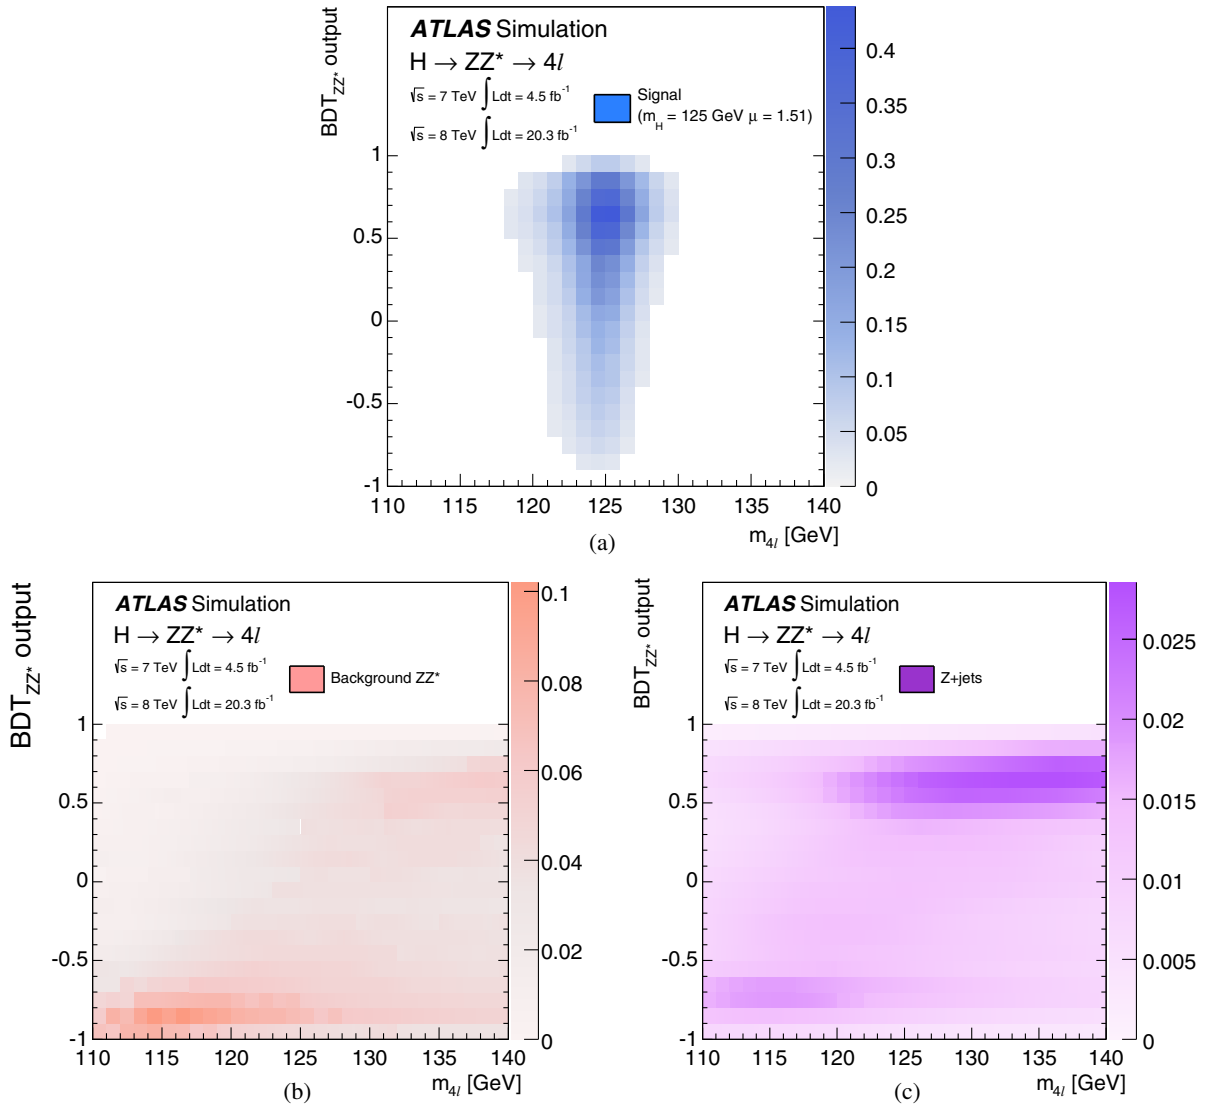 BDT_ZZ* output
ATLAS Simulation
H → ZZ* → 4l
√s = 7 TeV ∫Ldt = 4.5 fb⁻¹
√s = 8 TeV ∫Ldt = 20.3 fb⁻¹
Signal
(m_H = 125 GeV μ = 1.51)
1
0.5
0
-0.5
-1
110 115 120 125 130 135 140
m_4l [GeV]
0.4
0.35
0.3
0.25
0.2
0.15
0.1
0.05
0
(a)
BDT_ZZ* output
ATLAS Simulation
H → ZZ* → 4l
√s = 7 TeV ∫Ldt = 4.5 fb⁻¹
√s = 8 TeV ∫Ldt = 20.3 fb⁻¹
Background ZZ*
1
0.5
0
-0.5
-1
110 115 120 125 130 135 140
m_4l [GeV]
0.1
0.08
0.06
0.04
0.02
0
(b)
BDT_ZZ* output
ATLAS Simulation
H → ZZ* → 4l
√s = 7 TeV ∫Ldt = 4.5 fb⁻¹
√s = 8 TeV ∫Ldt = 20.3 fb⁻¹
Z+jets
1
0.5
0
-0.5
-1
110 115 120 125 130 135 140
m_4l [GeV]
0.025
0.02
0.015
0.01
0.005
0
(c)